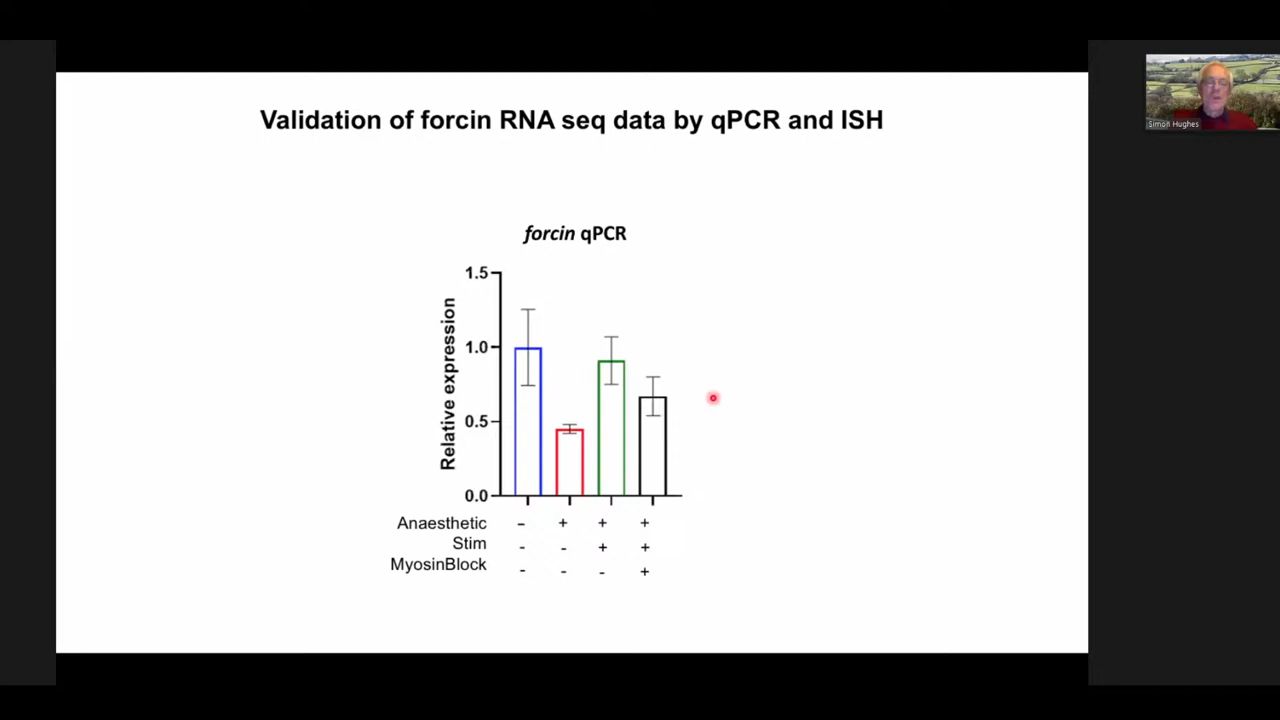 Validation of forcin RNA seq data by qPCR and ISH
Simon Hughes
forcin qPCR
Relative expression
1.5
1.0
0.5
0.0
Anaesthetic - + + +
Stim - - + +
MyosinBlock - - - +